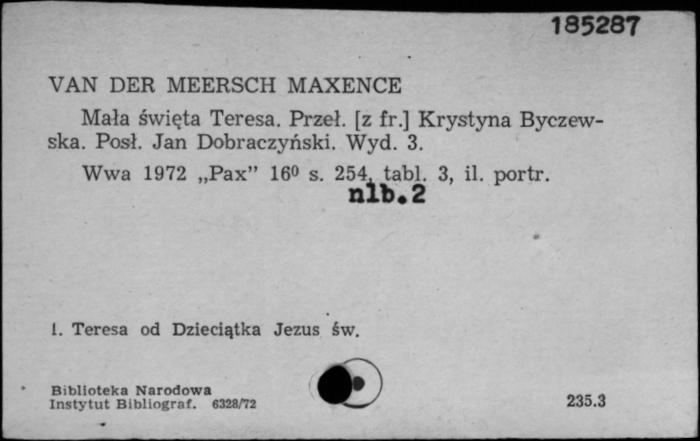 185287
VAN DER MEERSCH MAXENCE
Mała święta Teresa. Przeł. [z fr.] Krystyna Byczew-
ska. Posł. Jan Dobraczyński. Wyd. 3.
Wwa 1972 „Pax” 16⁰ s. 254, tabl. 3, il. portr.
nlb.2
1. Teresa od Dzieciątka Jezus św.
Biblioteka Narodowa
Instytut Bibliograf. 6328/72
235.3